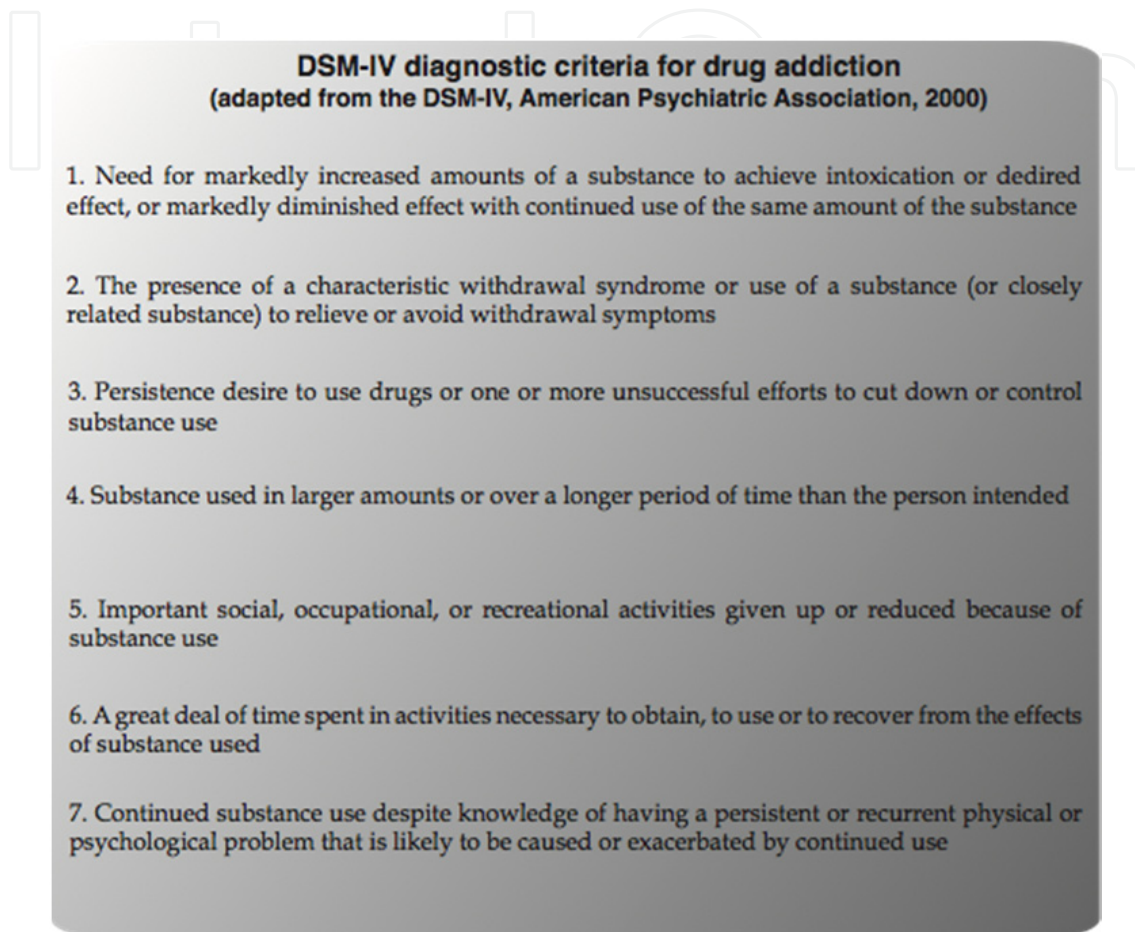 DSM-IV diagnostic criteria for drug addiction
(adapted from the DSM-IV, American Psychiatric Association, 2000)
1. Need for markedly increased amounts of a substance to achieve intoxication or dedired
effect, or markedly diminished effect with continued use of the same amount of the substance
2. The presence of a characteristic withdrawal syndrome or use of a substance (or closely
related substance) to relieve or avoid withdrawal symptoms
3. Persistence desire to use drugs or one or more unsuccessful efforts to cut down or control
substance use
4. Substance used in larger amounts or over a longer period of time than the person intended
5. Important social, occupational, or recreational activities given up or reduced because of
substance use
6. A great deal of time spent in activities necessary to obtain, to use or to recover from the effects
of substance used
7. Continued substance use despite knowledge of having a persistent or recurrent physical or
psychological problem that is likely to be caused or exacerbated by continued use